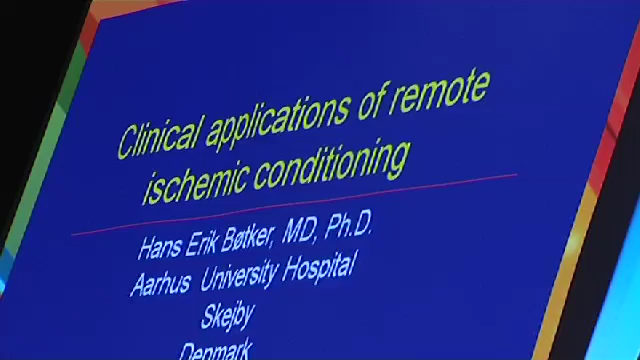 Clinical applications of remote
ischemic conditioning
Hans Erik Bøtker, MD, Ph.D.
Aarhus University Hospital
Skejby
Denmark